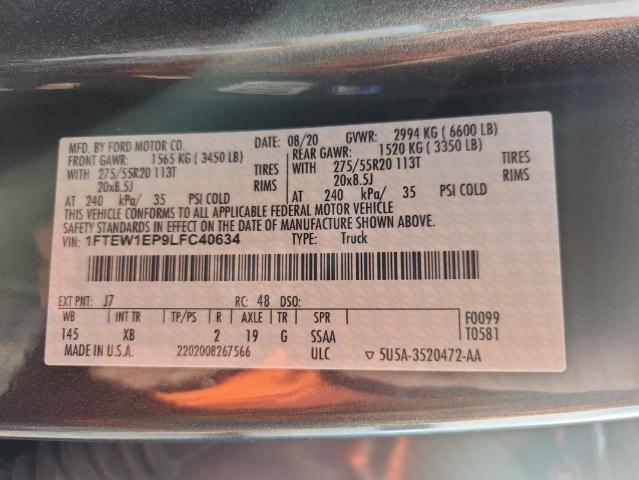 MFD. BY FORD MOTOR CO. DATE: 08/20 GVWR: 2994 KG ( 6600 LB)
FRONT GAWR: 1565 KG ( 3450 LB) REAR GAWR: 1520 KG ( 3350 LB)
WITH 275/55R20 113T TIRES WITH 275/55R20 113T TIRES
20x8.5J RIMS 20x8.5J RIMS
AT 240 kPa/ 35 PSI COLD AT 240 kPa/ 35 PSI COLD
THIS VEHICLE CONFORMS TO ALL APPLICABLE FEDERAL MOTOR VEHICLE
SAFETY STANDARDS IN EFFECT ON THE DATE OF MANUFACTURE SHOWN ABOVE.
VIN: 1FTEW1EP9LFC40634 TYPE: Truck
EXT PNT: J7 RC: 48 DSO:
WB INT TR TP/PS R AXLE TR SPR F0099
145 XB 2 19 G SSAA T0581
MADE IN U.S.A. 2202008267566 ULC ▽ 5U5A-3520472-AA